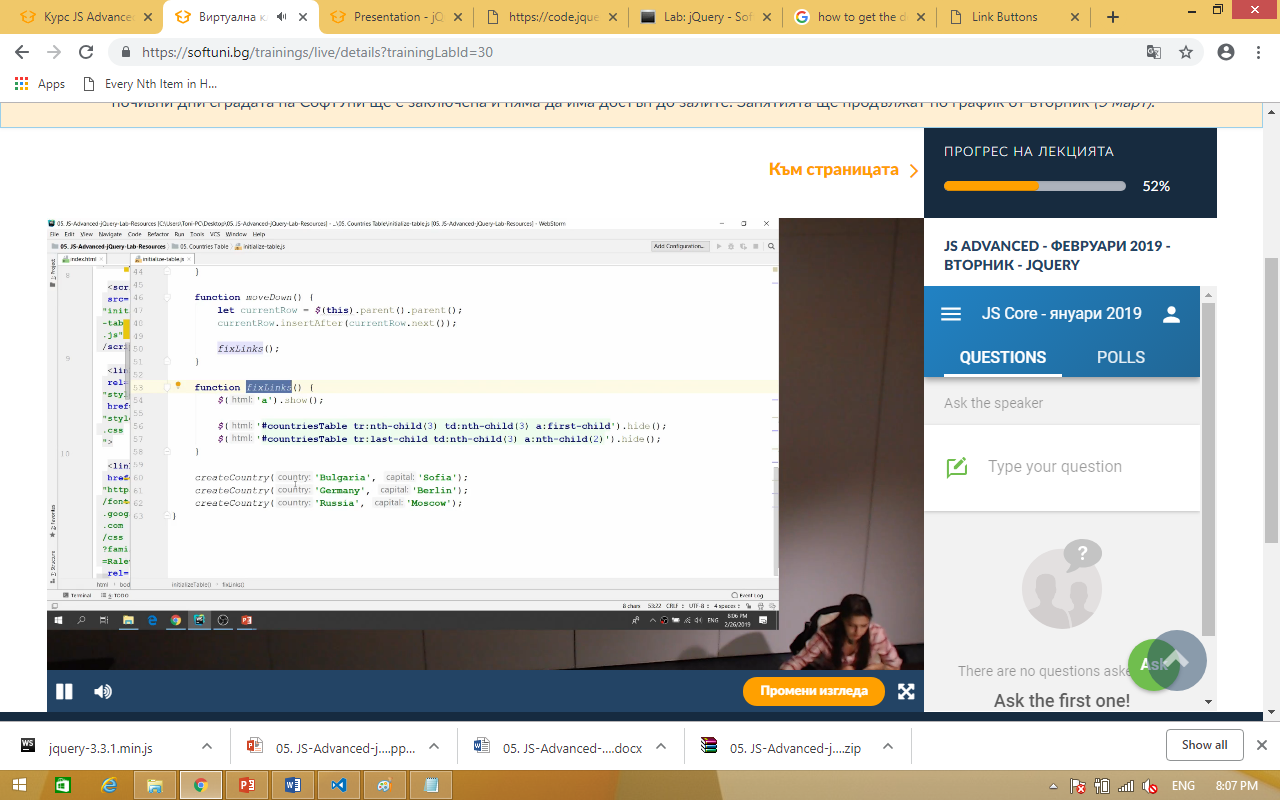 Курс JS Advance
Виртуална к
Presentation - jQ
https://code.jque
Lab: jQuery - Sof
how to get the d
Link Buttons
https://softuni.bg/trainings/live/details?trainingLabId=30
Apps
Every Nth Item in H...
почивни дни сградата на СофтУни ще е заключена и няма да има достъп до залите. Занятията ще продължат по график от вторник (5 март).
Към страницата
05. JS-Advanced-jQuery-Lab-Resources [C:\Users\Toni-PC\Desktop\05. JS-Advanced-jQuery-Lab-Resources] - ...\05. Countries Table\initialize-table.js [05. JS-Advanced-jQuery-Lab-Resources] - WebStorm
File Edit View Navigate Code Refactor Run Tools VCS Window Help
05. JS-Advanced-jQuery-Lab-Resources
05. Countries Table
initialize-table.js
Add Configuration...
index.html
initialize-table.js
8
<scr
src=
"init
-tab
.js"
/scri
9
<lin
rel=
"sty
href
"style
.css
">
10
<lin
href
"http
/font
.goog
.com
/css
?fami
=Rale
rel=
44 }
45
46 function moveDown() {
47 let currentRow = $(this).parent().parent();
48 currentRow.insertAfter(currentRow.next());
49
50 fixLinks();
51 }
52
53 function fixLinks() {
54 $( html: 'a').show();
55
56 $( html: '#countriesTable tr:nth-child(3) td:nth-child(3) a:first-child').hide();
57 $( html: '#countriesTable tr:last-child td:nth-child(3) a:nth-child(2)').hide();
58 }
59
60 createCountry( country: 'Bulgaria', capital: 'Sofia');
61 createCountry( country: 'Germany', capital: 'Berlin');
62 createCountry( country: 'Russia', capital: 'Moscow');
63 }
html › bod
initializeTable() › fixLinks()
Terminal
6: TODO
Event Log
8 chars 53:22 CRLF UTF-8 4 spaces
ENG
8:06 PM
2/26/2019
Промени изгледа
ПРОГРЕС НА ЛЕКЦИЯТА
52%
JS ADVANCED - ФЕВРУАРИ 2019 -
ВТОРНИК - JQUERY
JS Core - януари 2019
QUESTIONS
POLLS
Ask the speaker
Type your question
?
There are no questions aske
Ask
Ask the first one!
jquery-3.3.1.min.js
05. JS-Advanced-j....pp...
05. JS-Advanced-....docx
05. JS-Advanced-j....zip
Show all
ENG
8:07 PM